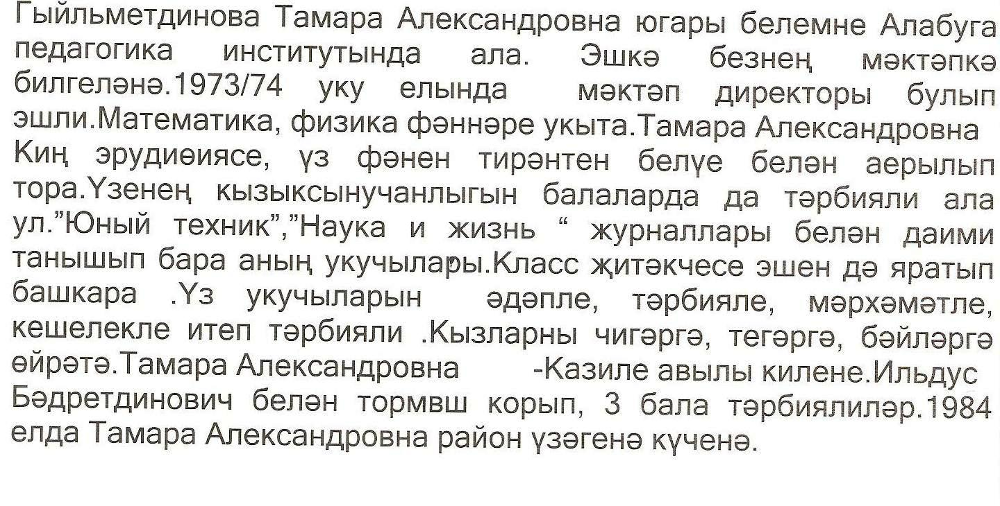 Гыйльметдинова Тамара Александровна югары белемне Алабуга
педагогика институтында ала. Эшкә безнең мәктәпкә
билгеләнә.1973/74 уку елында мәктәп директоры булып
эшли.Математика, физика фәннәре укыта.Тамара Александровна
Киң эрудиөиясе, үз фәнен тирәнтен белүе белән аерылып
тора.Үзенең кызыксынучанлыгын балаларда да тәрбияли ала
ул.”Юный техник”,”Наука и жизнь “ журналлары белән даими
танышып бара аның укучылары.Класс җитәкчесе эшен дә яратып
башкара .Үз укучыларын әдәпле, тәрбияле, мәрхәмәтле,
кешелекле итеп тәрбияли .Кызларны чигәргә, тегәргә, бәйләргә
өйрәтә.Тамара Александровна -Казиле авылы килене.Ильдус
Бәдретдинович белән тормвш корып, 3 бала тәрбиялиләр.1984
елда Тамара Александровна район үзәгенә күченә.